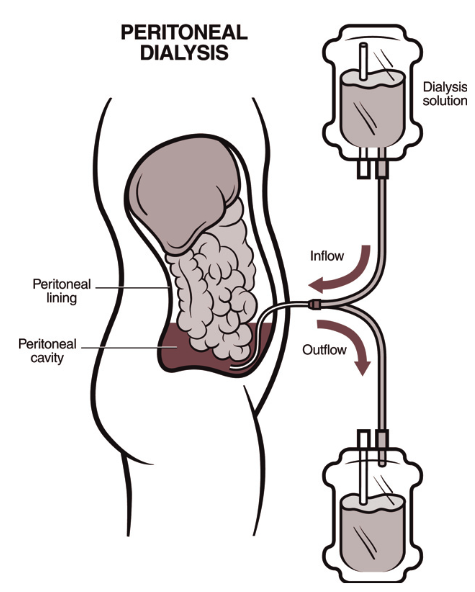 PERITONEAL
DIALYSIS
Dialysis
solution
Inflow
Peritoneal
lining
Peritoneal
cavity
Outflow